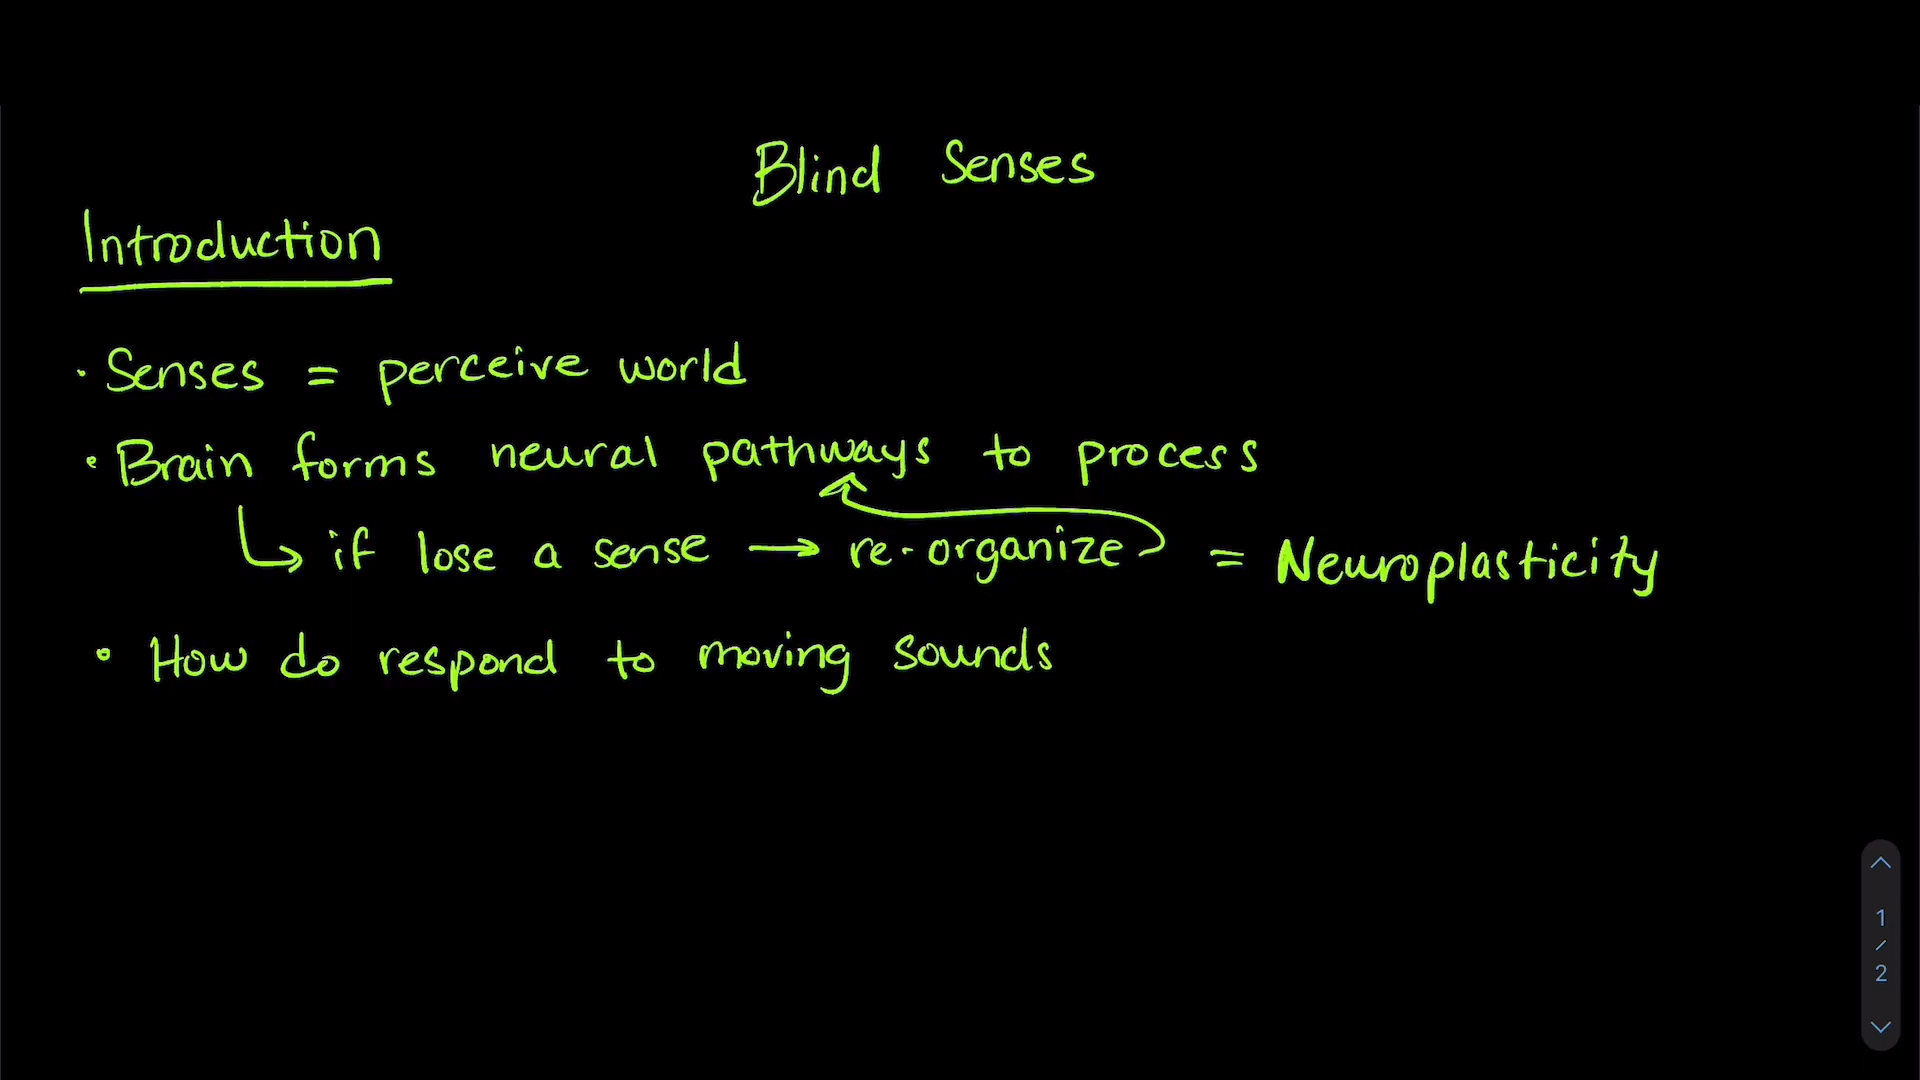 Blind Senses
Introduction
· Senses = perceive world
• Brain forms neural pathways to process
↳ if lose a sense → re-organize = Neuroplasticity
• How do respond to moving sounds
1
/
2